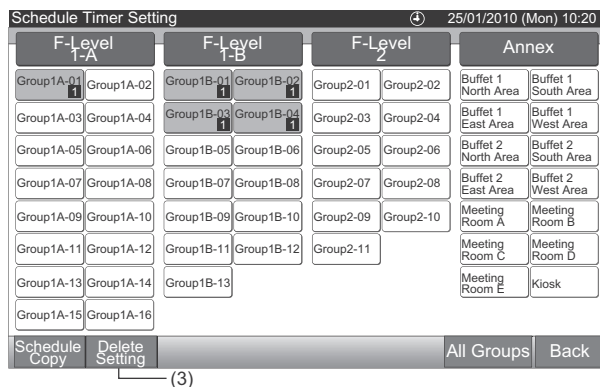 Schedule Timer Setting 25/01/2010 (Mon) 10:20
F-Level 1-A
F-Level 1-B
F-Level 2
Annex
Group1A-01 1 Group1A-02 Group1B-01 1 Group1B-02 1 Group2-01 Group2-02 Buffet 1 North Area Buffet 1 South Area
Group1A-03 Group1A-04 Group1B-03 1 Group1B-04 1 Group2-03 Group2-04 Buffet 1 East Area Buffet 1 West Area
Group1A-05 Group1A-06 Group1B-05 Group1B-06 Group2-05 Group2-06 Buffet 2 North Area Buffet 2 South Area
Group1A-07 Group1A-08 Group1B-07 Group1B-08 Group2-07 Group2-08 Buffet 2 East Area Buffet 2 West Area
Group1A-09 Group1A-10 Group1B-09 Group1B-10 Group2-09 Group2-10 Meeting Room A Meeting Room B
Group1A-11 Group1A-12 Group1B-11 Group1B-12 Group2-11 Meeting Room C Meeting Room D
Group1A-13 Group1A-14 Group1B-13 Meeting Room E Kiosk
Group1A-15 Group1A-16
Schedule Copy Delete Setting All Groups Back
(3)